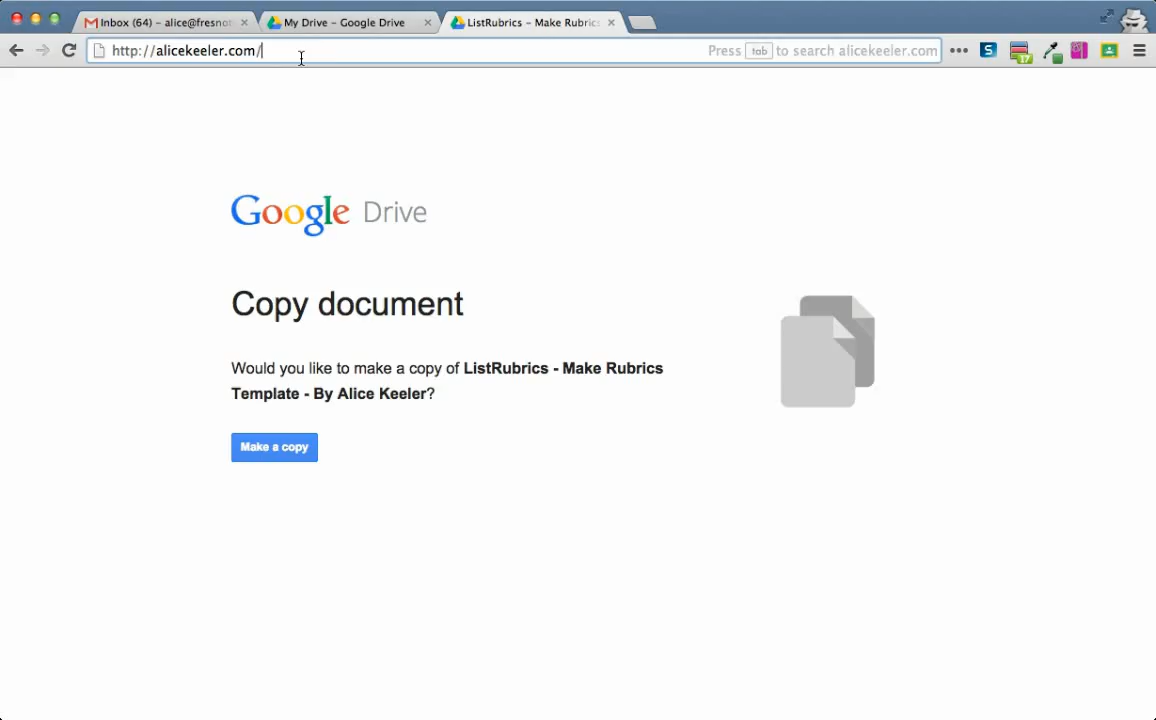 Inbox (64) – alice@fresno
My Drive – Google Drive
ListRubrics – Make Rubrics
http://alicekeeler.com/
Press tab to search alicekeeler.com
S
17
Google Drive
Copy document
Would you like to make a copy of ListRubrics - Make Rubrics
Template - By Alice Keeler?
Make a copy